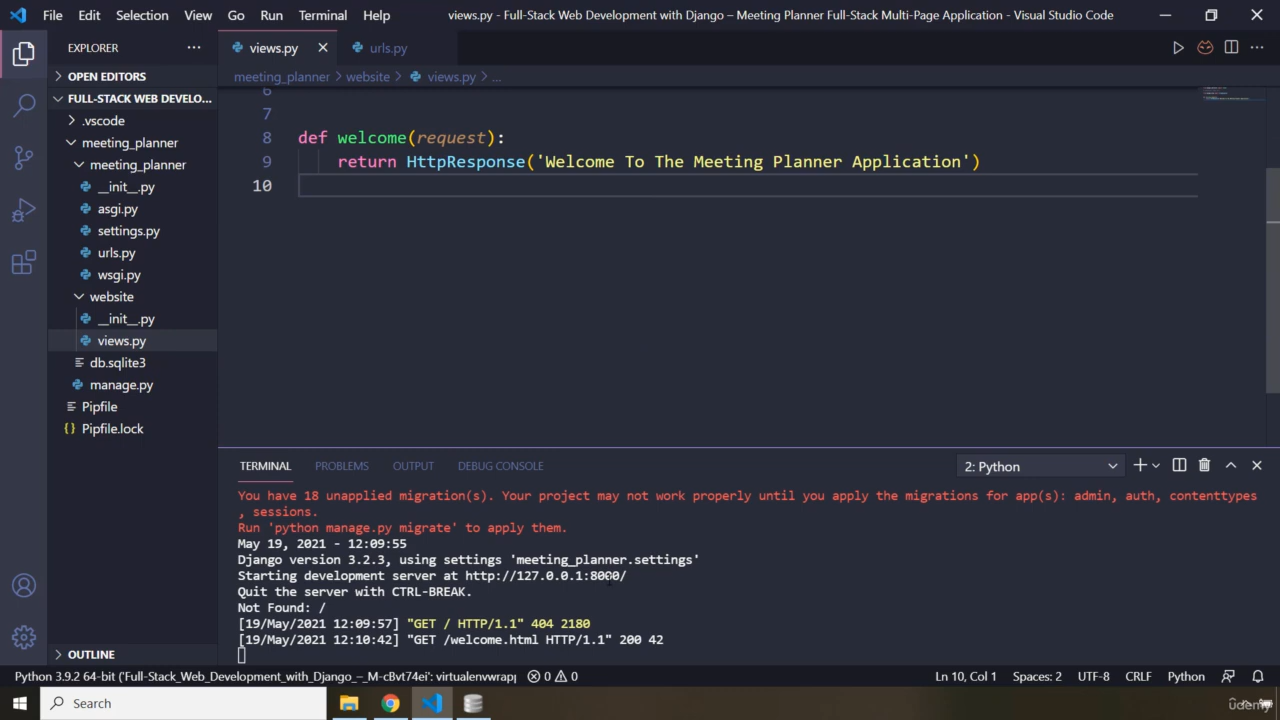 File Edit Selection View Go Run Terminal Help
views.py - Full-Stack Web Development with Django – Meeting Planner Full-Stack Multi-Page Application - Visual Studio Code
EXPLORER
views.py
urls.py
OPEN EDITORS
meeting_planner > website > views.py > ...
FULL-STACK WEB DEVELO...
.vscode
meeting_planner
meeting_planner
__init__.py
asgi.py
settings.py
urls.py
wsgi.py
website
__init__.py
views.py
db.sqlite3
manage.py
Pipfile
{} Pipfile.lock
OUTLINE
6
7
8 def welcome(request):
9 return HttpResponse('Welcome To The Meeting Planner Application')
10
TERMINAL PROBLEMS OUTPUT DEBUG CONSOLE
2: Python
You have 18 unapplied migration(s). Your project may not work properly until you apply the migrations for app(s): admin, auth, contenttypes
, sessions.
Run 'python manage.py migrate' to apply them.
May 19, 2021 - 12:09:55
Django version 3.2.3, using settings 'meeting_planner.settings'
Starting development server at http://127.0.0.1:8000/
Quit the server with CTRL-BREAK.
Not Found: /
[19/May/2021 12:09:57] "GET / HTTP/1.1" 404 2180
[19/May/2021 12:10:42] "GET /welcome.html HTTP/1.1" 200 42
Python 3.9.2 64-bit ('Full-Stack_Web_Development_with_Django_–_M-cBvt74ei': virtualenvwrapp 0 0 Ln 10, Col 1 Spaces: 2 UTF-8 CRLF Python
Search
udemy